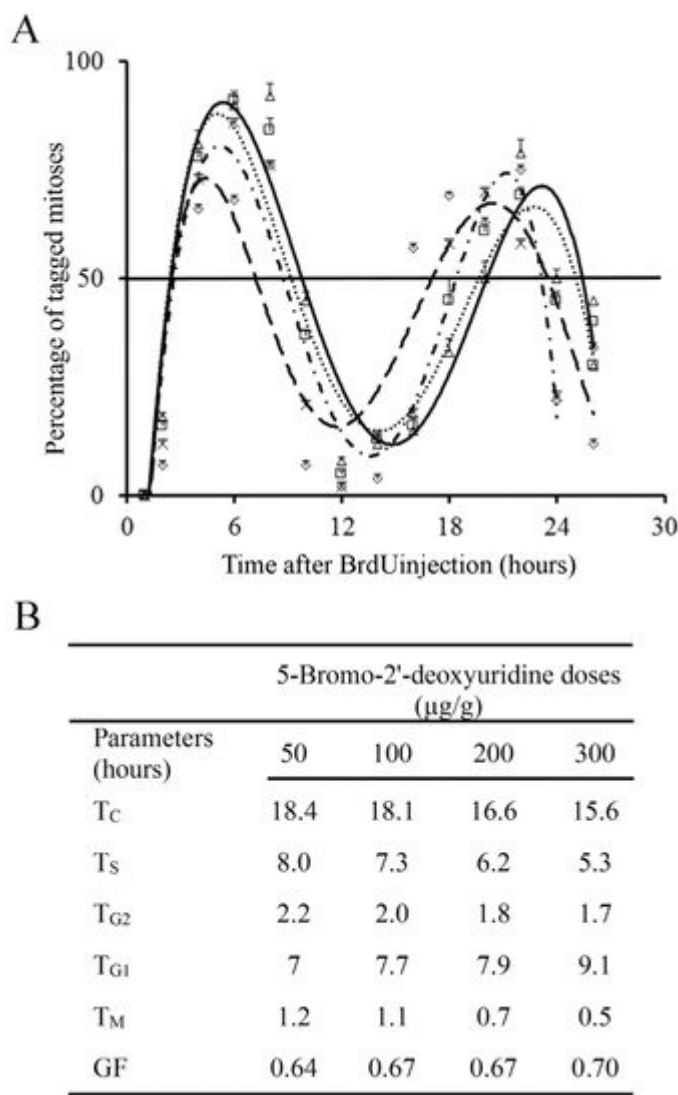 A
100
50
0
Percentage of tagged mitoses
0 6 12 18 24 30
Time after BrdUinjection (hours)
B
5-Bromo-2'-deoxyuridine doses
(μg/g)
Parameters
(hours)
50 100 200 300
TC 18.4 18.1 16.6 15.6
TS 8.0 7.3 6.2 5.3
TG2 2.2 2.0 1.8 1.7
TG1 7 7.7 7.9 9.1
TM 1.2 1.1 0.7 0.5
GF 0.64 0.67 0.67 0.70